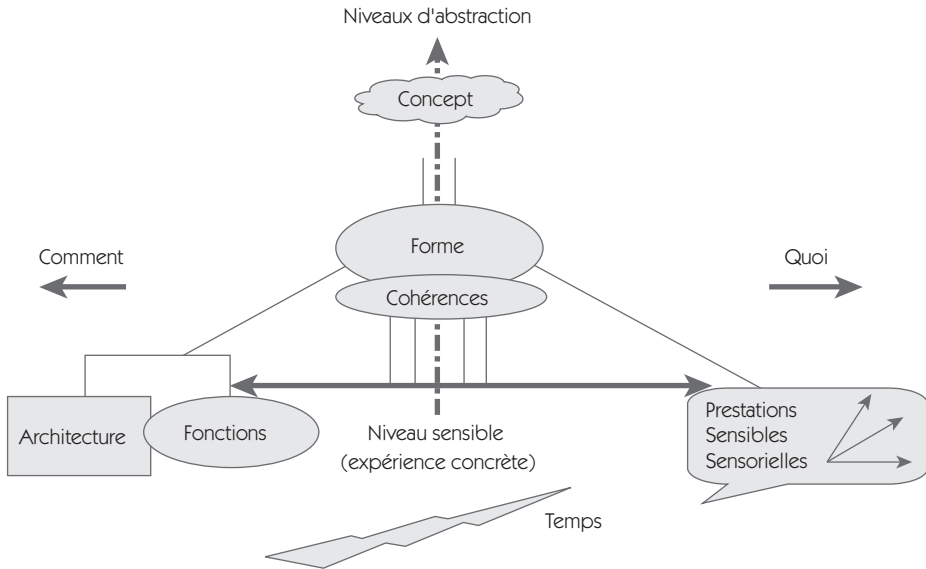 Niveaux d'abstraction
Concept
Forme
Comment
Quoi
Cohérences
Architecture
Fonctions
Niveau sensible
(expérience concrète)
Prestations
Sensibles
Sensorielles
Temps